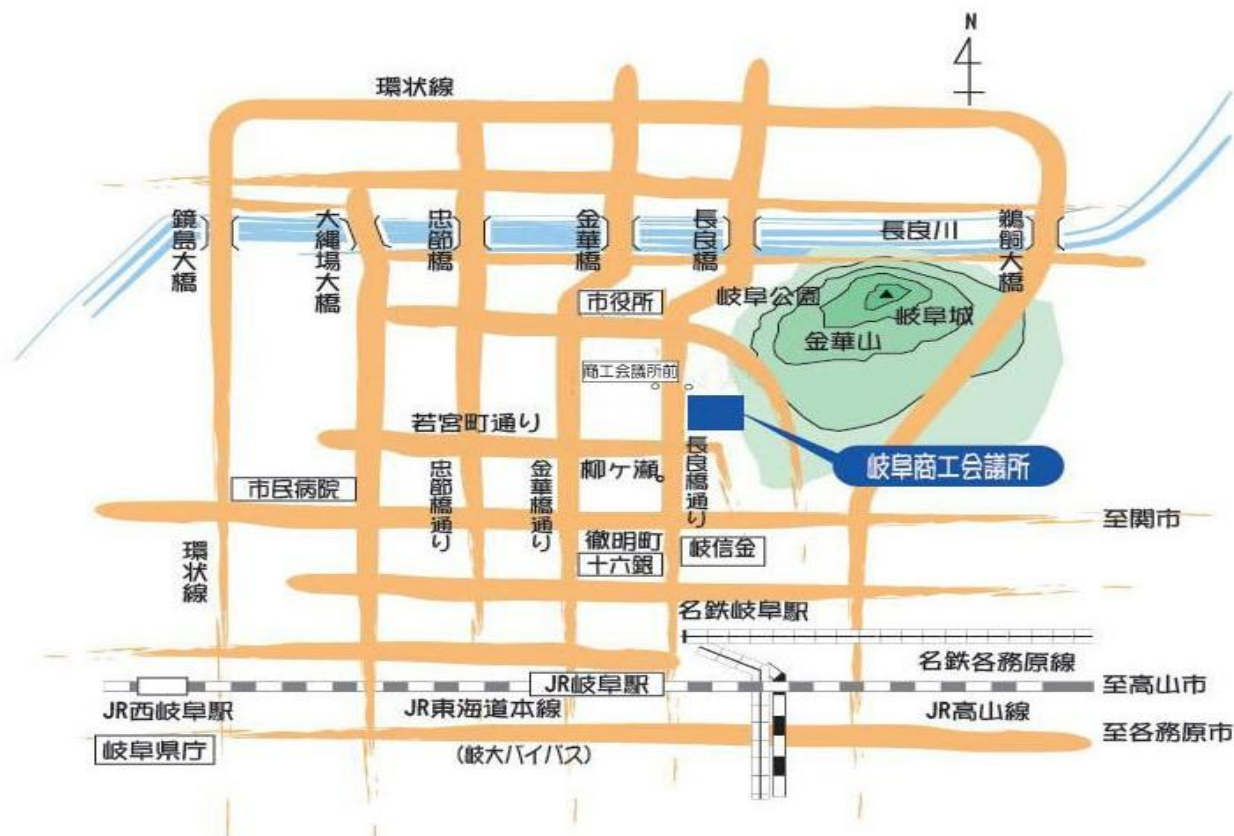 N
環状線
鏡島大橋
大縄場大橋
忠節橋
金華橋
長良橋
長良川
鵜飼大橋
市役所
岐阜公園
岐阜城
金華山
商工会議所前
若宮町通り
忠節橋通り
金華橋通り
柳ヶ瀬
長良橋通り
岐阜商工会議所
市民病院
至関市
環状線
徹明町
十六銀
岐信金
名鉄岐阜駅
名鉄各務原線
JR岐阜駅
至高山市
JR西岐阜駅
JR東海道本線
JR高山線
岐阜県庁
(岐大バイパス)
至各務原市